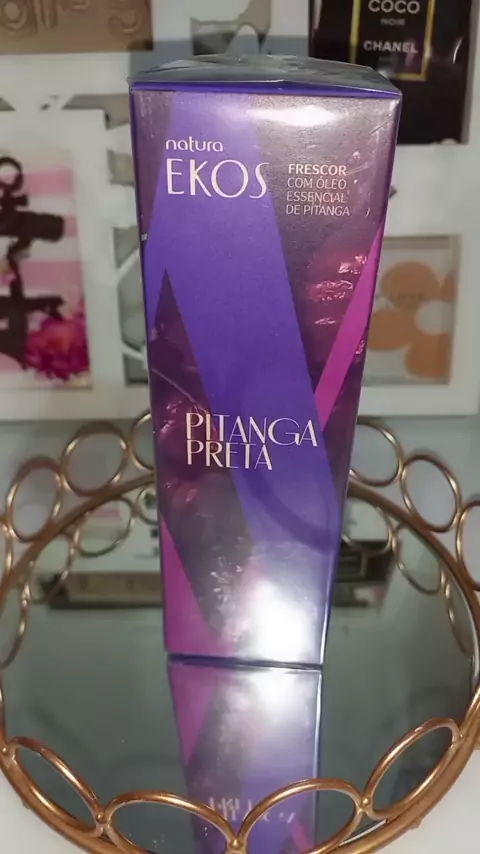 COCO
NOIR
CHANEL
natura
EKOS
FRESCOR
COM ÓLEO
ESSENCIAL
DE PITANGA
PITANGA
PRETA